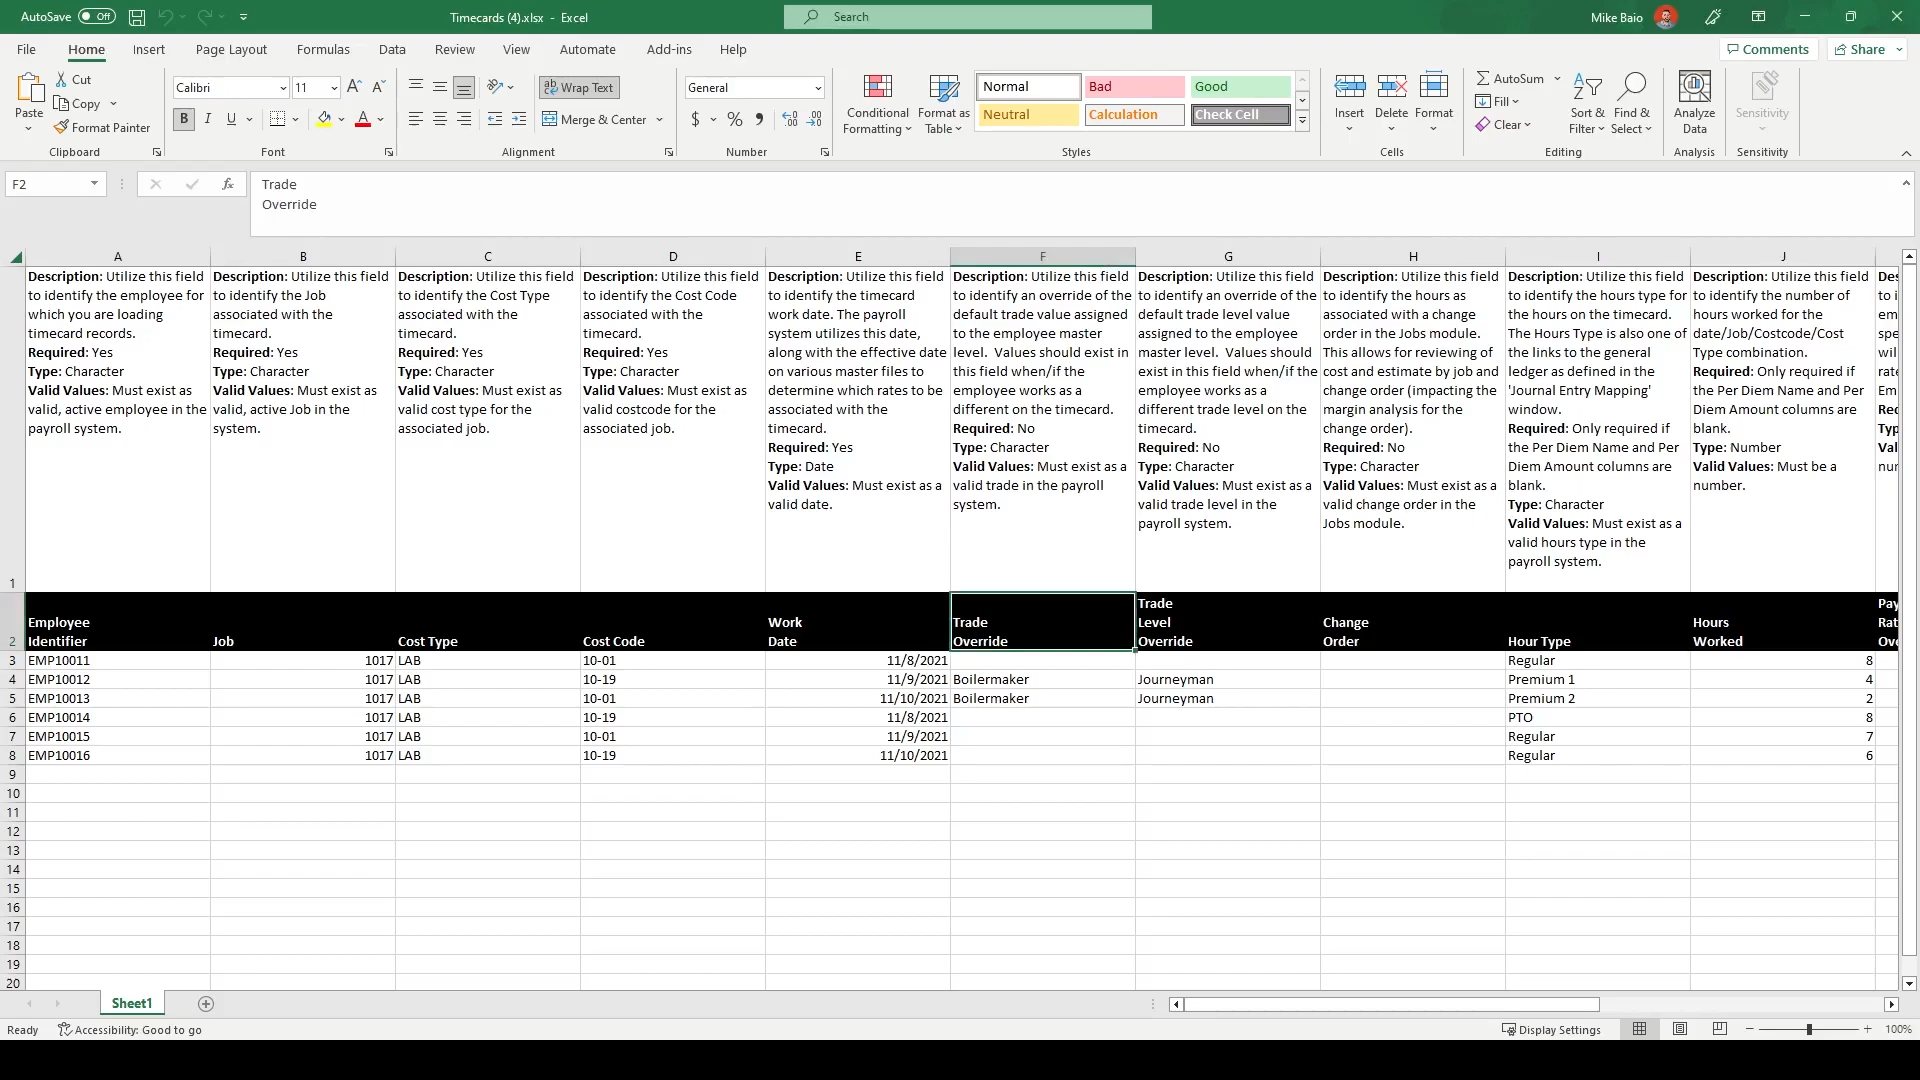 AutoSave Off Timecards (4).xlsx - Excel Search Mike Baio
File Home Insert Page Layout Formulas Data Review View Automate Add-ins Help Comments Share
Paste Cut Copy Format Painter Clipboard
Calibri 11 B I U A A Font
Wrap Text Merge & Center Alignment
General $ % Number
Conditional Formatting Format as Table
Normal Bad Good
Neutral Calculation Check Cell
Styles
Insert Delete Format Cells
AutoSum Fill Clear Sort & Filter Find & Select Editing
Analyze Data Analysis
Sensitivity Sensitivity
F2 fx Trade
Override
A B C D E F G H I J
1
Description: Utilize this field
to identify the employee for
which you are loading
timecard records.
Required: Yes
Type: Character
Valid Values: Must exist as
valid, active employee in the
payroll system.
Description: Utilize this field
to identify the Job
associated with the
timecard.
Required: Yes
Type: Character
Valid Values: Must exist as
valid, active Job in the
system.
Description: Utilize this field
to identify the Cost Type
associated with the
timecard.
Required: Yes
Type: Character
Valid Values: Must exist as
valid cost type for the
associated job.
Description: Utilize this field
to identify the Cost Code
associated with the
timecard.
Required: Yes
Type: Character
Valid Values: Must exist as
valid costcode for the
associated job.
Description: Utilize this field
to identify the timecard
work date. The payroll
system utilizes this date,
along with the effective date
on various master files to
determine which rates to be
associated with the
timecard.
Required: Yes
Type: Date
Valid Values: Must exist as a
valid date.
Description: Utilize this field
to identify an override of the
default trade value assigned
to the employee master
level. Values should exist in
this field when/if the
employee works as a
different on the timecard.
Required: No
Type: Character
Valid Values: Must exist as a
valid trade in the payroll
system.
Description: Utilize this field
to identify an override of the
default trade level value
assigned to the employee
master level. Values should
exist in this field when/if the
employee works as a
different trade level on the
timecard.
Required: No
Type: Character
Valid Values: Must exist as a
valid trade level in the
payroll system.
Description: Utilize this field
to identify the hours as
associated with a change
order in the Jobs module.
This allows for reviewing of
cost and estimate by job and
change order (impacting the
margin analysis for the
change order).
Required: No
Type: Character
Valid Values: Must exist as a
valid change order in the
Jobs module.
Description: Utilize this field
to identify the hours type for
the hours on the timecard.
The Hours Type is also one of
the links to the general
ledger as defined in the
'Journal Entry Mapping'
window.
Required: Only required if
the Per Diem Name and Per
Diem Amount columns are
blank.
Type: Character
Valid Values: Must exist as a
valid hours type in the
payroll system.
Description: Utilize this field
to identify the number of
hours worked for the
date/Job/Costcode/Cost
Type combination.
Required: Only required if
the Per Diem Name and Per
Diem Amount columns are
blank.
Type: Number
Valid Values: Must be a
number.
2 Employee Identifier Job Cost Type Cost Code Work Date Trade Override Trade Level Override Change Order Hour Type Hours Worked
3 EMP10011 1017 LAB 10-01 11/8/2021 Regular 8
4 EMP10012 1017 LAB 10-19 11/9/2021 Boilermaker Journeyman Premium 1 4
5 EMP10013 1017 LAB 10-01 11/10/2021 Boilermaker Journeyman Premium 2 2
6 EMP10014 1017 LAB 10-19 11/8/2021 PTO 8
7 EMP10015 1017 LAB 10-01 11/9/2021 Regular 7
8 EMP10016 1017 LAB 10-19 11/10/2021 Regular 6
9
10
11
12
13
14
15
16
17
18
19
20
Sheet1
Ready Accessibility: Good to go Display Settings 100%